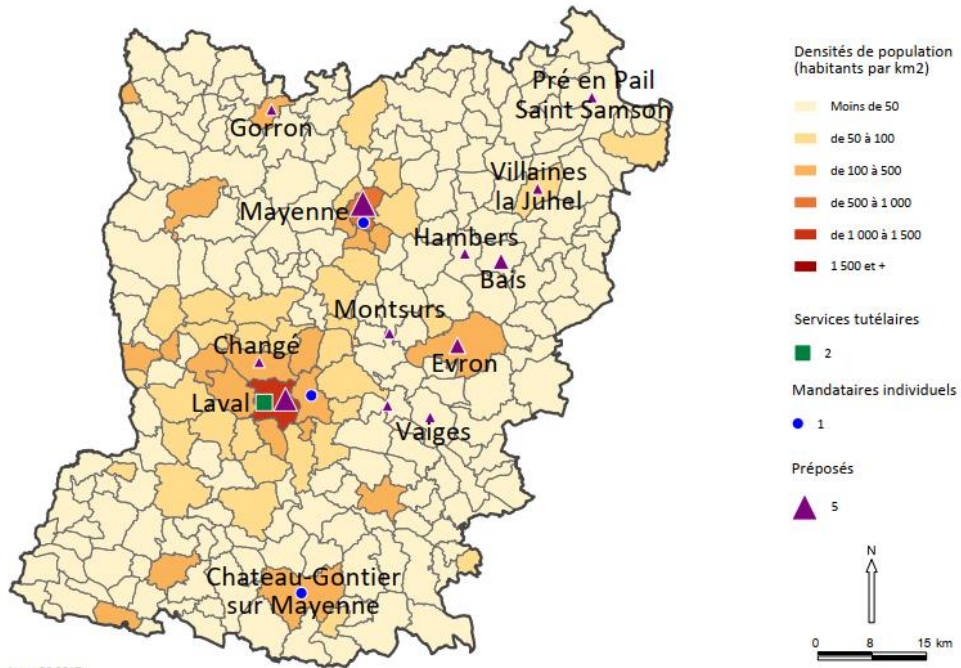 Pré en Pail
Saint Samson
Gorron
Villaines
la Juhel
Mayenne
Hambers
Bais
Montsurs
Changé
Evron
Laval
Vaiges
Chateau-Gontier
sur Mayenne
Densités de population
(habitants par km2)
Moins de 50
de 50 à 100
de 100 à 500
de 500 à 1 000
de 1 000 à 1 500
1 500 et +
Services tutélaires
2
Mandataires individuels
1
Préposés
5
N
0 8 15 km